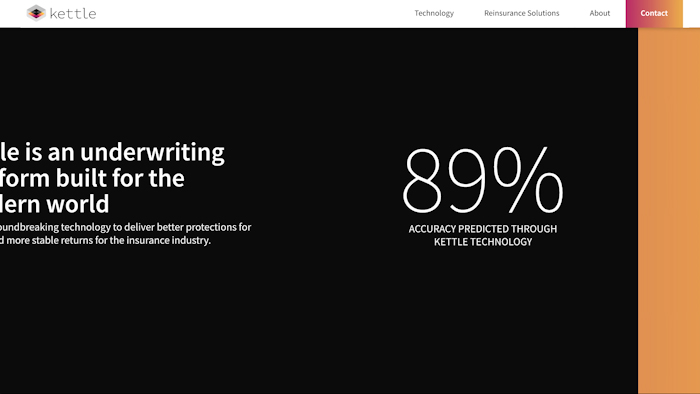 kettle
Technology
Reinsurance Solutions
About
Contact
le is an underwriting
form built for the
lern world
oundbreaking technology to deliver better protections for
d more stable returns for the insurance industry.
89%
ACCURACY PREDICTED THROUGH
KETTLE TECHNOLOGY